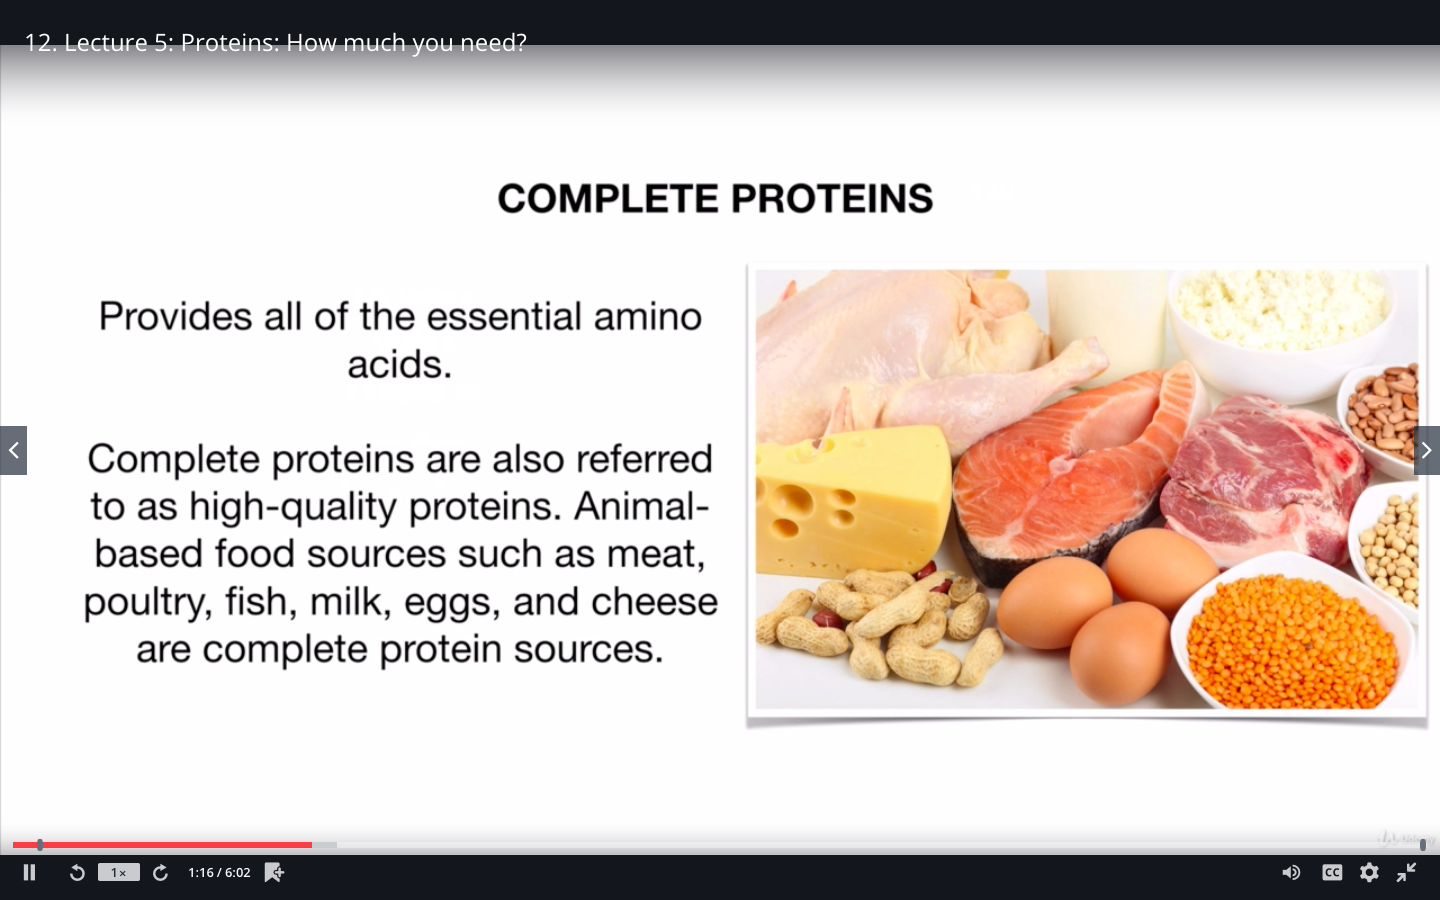 12. Lecture 5: Proteins: How much you need?
COMPLETE PROTEINS
Provides all of the essential amino
acids.
Complete proteins are also referred
to as high-quality proteins. Animal-
based food sources such as meat,
poultry, fish, milk, eggs, and cheese
are complete protein sources.
1×
1:16 / 6:02
CC